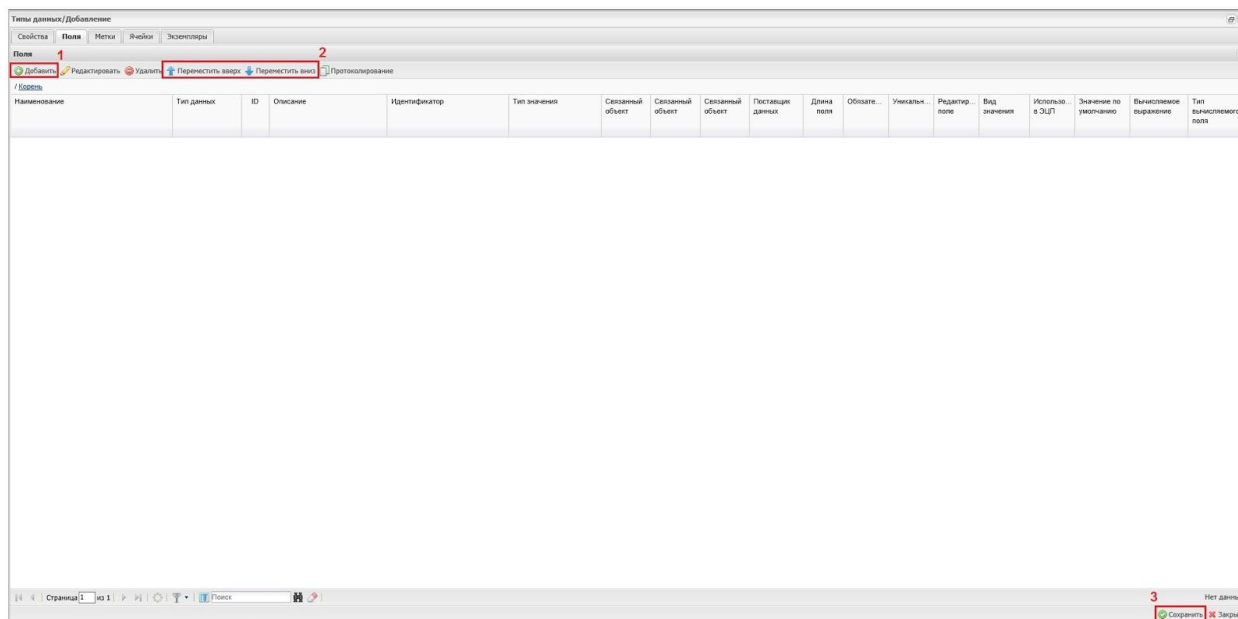 Типы данных/Добавление
Свойства Поля Метки Ячейки Экземпляры
Поля 1 2
Добавить Редактировать Удалить Переместить вверх Переместить вниз Протоколирование
/ Корень
Наименование Тип данных ID Описание Идентификатор Тип значения Связанный объект Связанный объект Связанный объект Поставщик данных Длина поля Обязате... Уникальн... Редактир... поле Вид значения Использо... в ЭЦП Значение по умолчанию Вычисляемое выражение Тип вычисляемого поля
Страница 1 из 1 Поиск Нет данны
3
Сохранить Закры